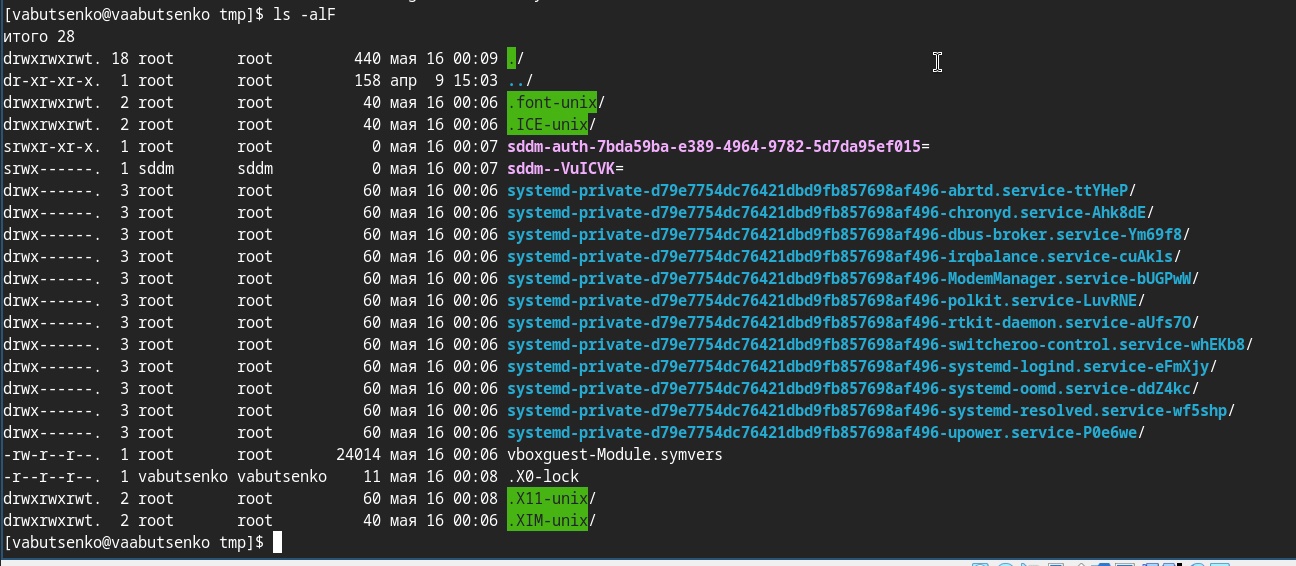 [vabutsenko@vaabutsenko tmp]$ ls -alF
итого 28
drwxrwxrwt. 18 root       root         440 мая 16 00:09 ./
dr-xr-xr-x.  1 root       root         158 апр  9 15:03 ../
drwxrwxrwt.  2 root       root          40 мая 16 00:06 .font-unix/
drwxrwxrwt.  2 root       root          40 мая 16 00:06 .ICE-unix/
srwxr-xr-x.  1 root       root           0 мая 16 00:07 sddm-auth-7bda59ba-e389-4964-9782-5d7da95ef015=
srwx------.  1 sddm       sddm           0 мая 16 00:07 sddm--VuICVK=
drwx------.  3 root       root          60 мая 16 00:06 systemd-private-d79e7754dc76421dbd9fb857698af496-abrtd.service-ttYHeP/
drwx------.  3 root       root          60 мая 16 00:06 systemd-private-d79e7754dc76421dbd9fb857698af496-chronyd.service-Ahk8dE/
drwx------.  3 root       root          60 мая 16 00:06 systemd-private-d79e7754dc76421dbd9fb857698af496-dbus-broker.service-Ym69f8/
drwx------.  3 root       root          60 мая 16 00:06 systemd-private-d79e7754dc76421dbd9fb857698af496-irqbalance.service-cuAkls/
drwx------.  3 root       root          60 мая 16 00:06 systemd-private-d79e7754dc76421dbd9fb857698af496-ModemManager.service-bUGPwW/
drwx------.  3 root       root          60 мая 16 00:06 systemd-private-d79e7754dc76421dbd9fb857698af496-polkit.service-LuvRNE/
drwx------.  3 root       root          60 мая 16 00:06 systemd-private-d79e7754dc76421dbd9fb857698af496-rtkit-daemon.service-aUfs7O/
drwx------.  3 root       root          60 мая 16 00:06 systemd-private-d79e7754dc76421dbd9fb857698af496-switcheroo-control.service-whEKb8/
drwx------.  3 root       root          60 мая 16 00:06 systemd-private-d79e7754dc76421dbd9fb857698af496-systemd-logind.service-eFmXjy/
drwx------.  3 root       root          60 мая 16 00:06 systemd-private-d79e7754dc76421dbd9fb857698af496-systemd-oomd.service-ddZ4kc/
drwx------.  3 root       root          60 мая 16 00:06 systemd-private-d79e7754dc76421dbd9fb857698af496-systemd-resolved.service-wf5shp/
drwx------.  3 root       root          60 мая 16 00:06 systemd-private-d79e7754dc76421dbd9fb857698af496-upower.service-P0e6we/
-rw-r--r--.  1 root       root       24014 мая 16 00:06 vboxguest-Module.symvers
-r--r--r--.  1 vabutsenko vabutsenko    11 мая 16 00:08 .X0-lock
drwxrwxrwt.  2 root       root          60 мая 16 00:08 .X11-unix/
drwxrwxrwt.  2 root       root          40 мая 16 00:06 .XIM-unix/
[vabutsenko@vaabutsenko tmp]$